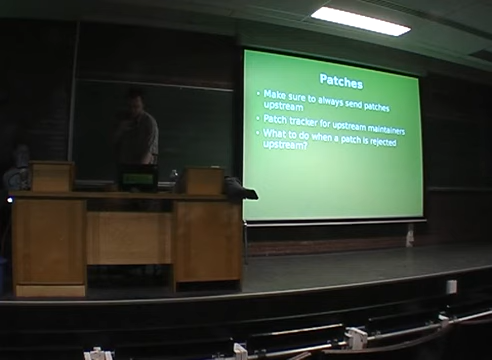 Patches
• Make sure to always send patches
upstream
• Patch tracker for upstream maintainers
• What to do when a patch is rejected
upstream?